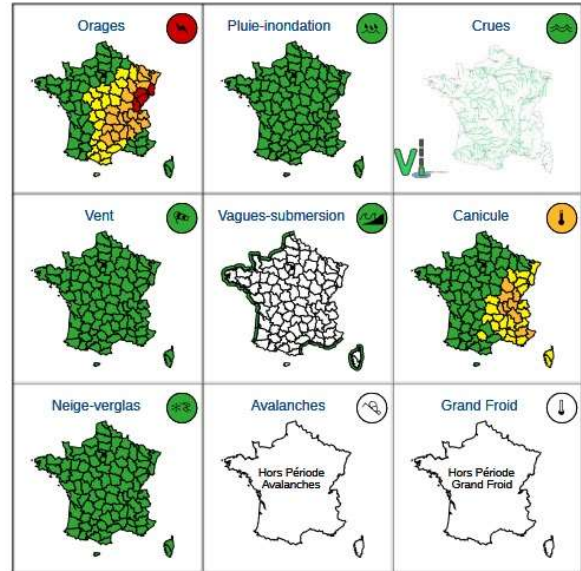 Orages
Pluie-inondation
Crues
Vi
Vent
Vagues-submersion
Canicule
Neige-verglas
Avalanches
Grand Froid
Hors Période
Avalanches
Hors Période
Grand Froid